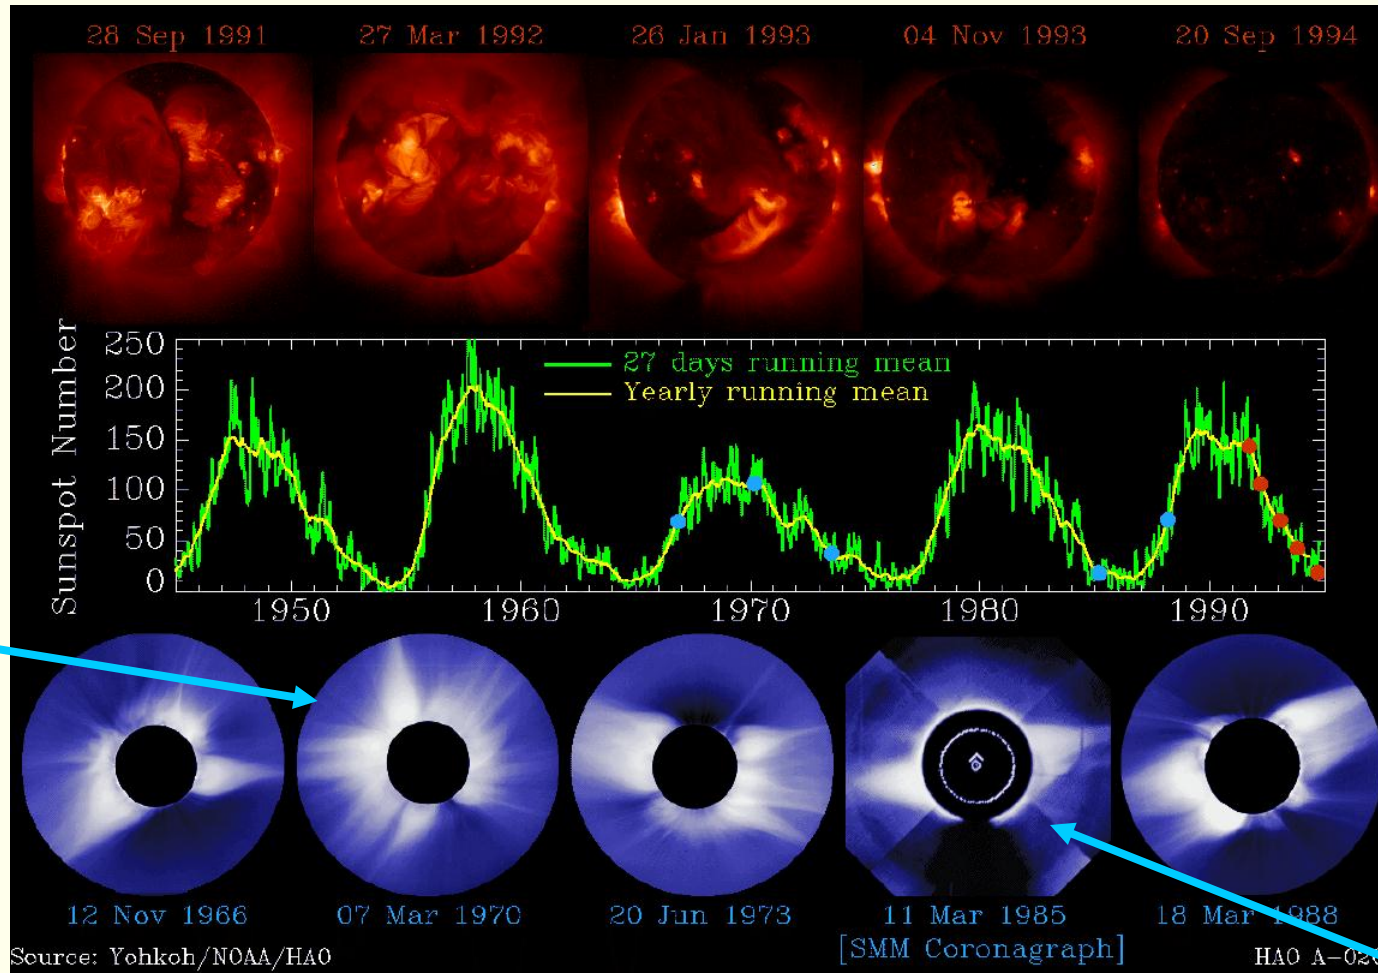 28 Sep 1991 27 Mar 1992 26 Jan 1993 04 Nov 1993 20 Sep 1994
Sunspot Number
250
200
150
100
50
0
27 days running mean
Yearly running mean
1950 1960 1970 1980 1990
12 Nov 1966 07 Mar 1970 20 Jun 1973 11 Mar 1985 18 Mar 1988
[SMM Coronagraph]
Source: Yohkoh/NOAA/HAO HAO